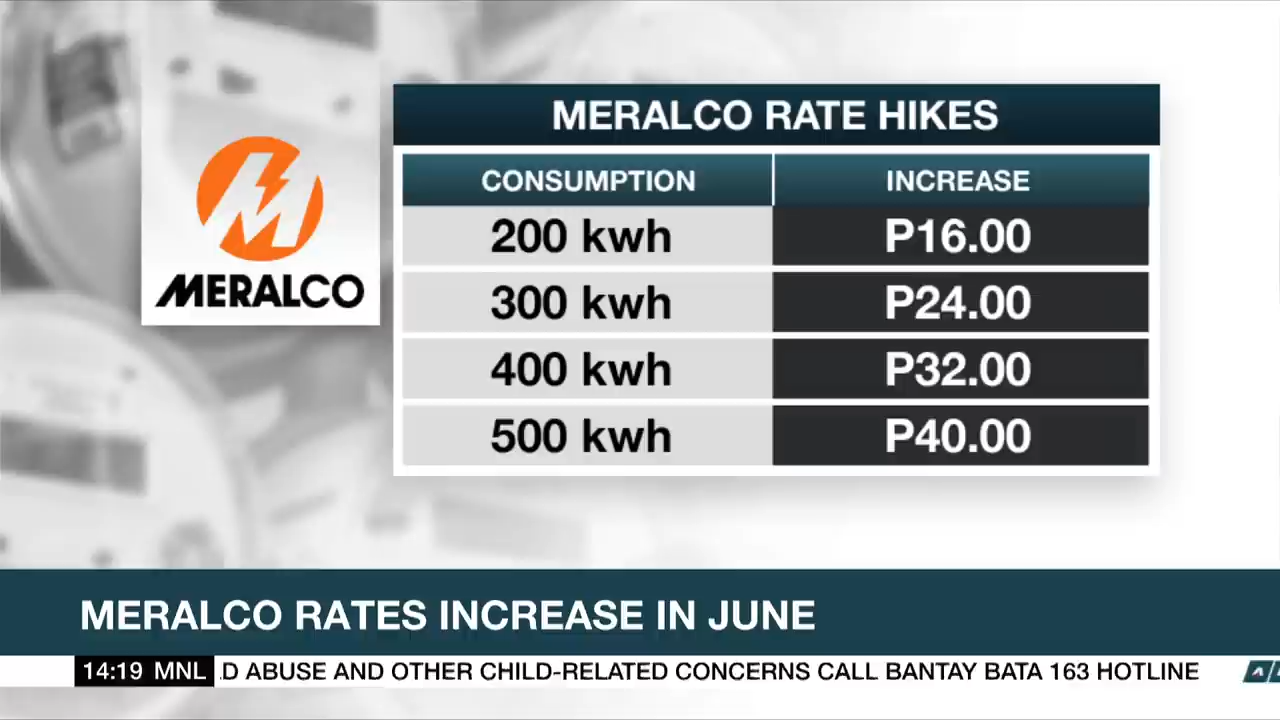 MERALCO
MERALCO RATE HIKES
CONSUMPTION INCREASE
200 kwh P16.00
300 kwh P24.00
400 kwh P32.00
500 kwh P40.00
MERALCO RATES INCREASE IN JUNE
14:19 MNL D ABUSE AND OTHER CHILD-RELATED CONCERNS CALL BANTAY BATA 163 HOTLINE